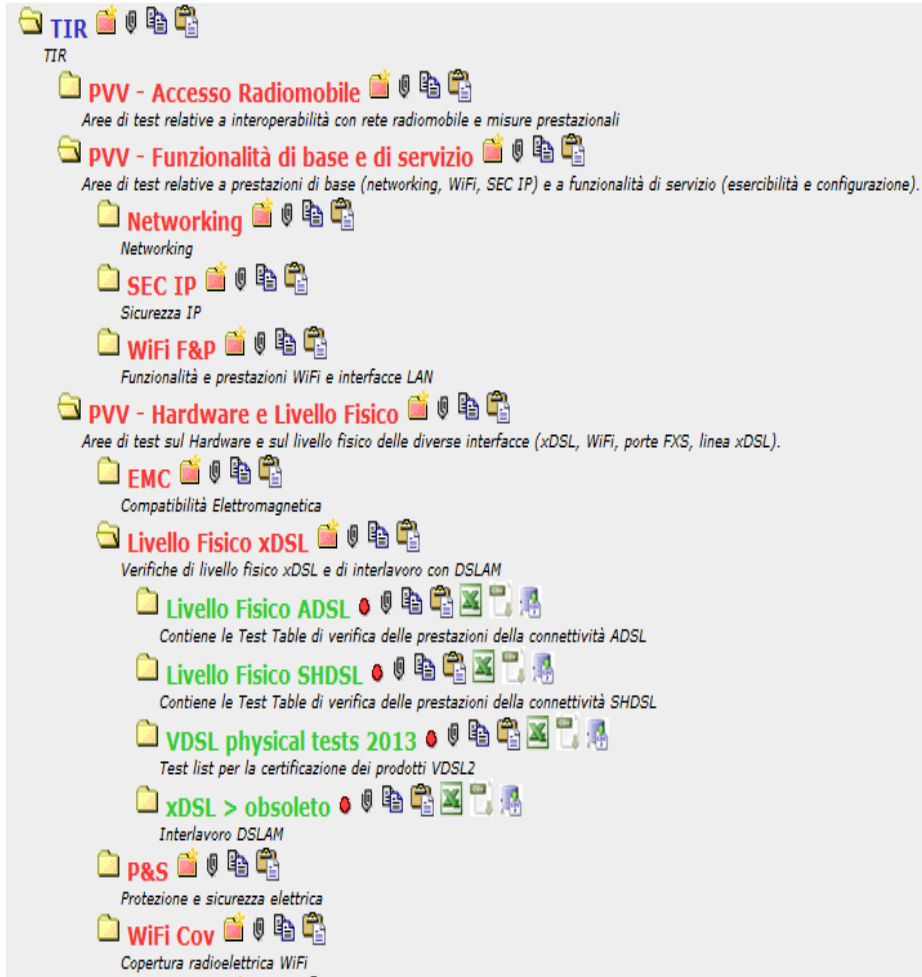 TIR
TIR
PVV - Accesso Radiomobile
Aree di test relative a interoperabilità con rete radiomobile e misure prestazionali
PVV - Funzionalità di base e di servizio
Aree di test relative a prestazioni di base (networking, WiFi, SEC IP) e a funzionalità di servizio (esercibilità e configurazione).
Networking
Networking
SEC IP
Sicurezza IP
WiFi F&P
Funzionalità e prestazioni WiFi e interfacce LAN
PVV - Hardware e Livello Fisico
Aree di test sul Hardware e sul livello fisico delle diverse interfacce (xDSL, WiFi, porte FXS, linea xDSL).
EMC
Compatibilità Elettromagnetica
Livello Fisico xDSL
Verifiche di livello fisico xDSL e di interlavoro con DSLAM
Livello Fisico ADSL
Contiene le Test Table di verifica delle prestazioni della connettività ADSL
Livello Fisico SHDSL
Contiene le Test Table di verifica delle prestazioni della connettività SHDSL
VDSL physical tests 2013
Test list per la certificazione dei prodotti VDSL2
xDSL > obsoleto
Interlavoro DSLAM
P&S
Protezione e sicurezza elettrica
WiFi Cov
Copertura radioelettrica WiFi